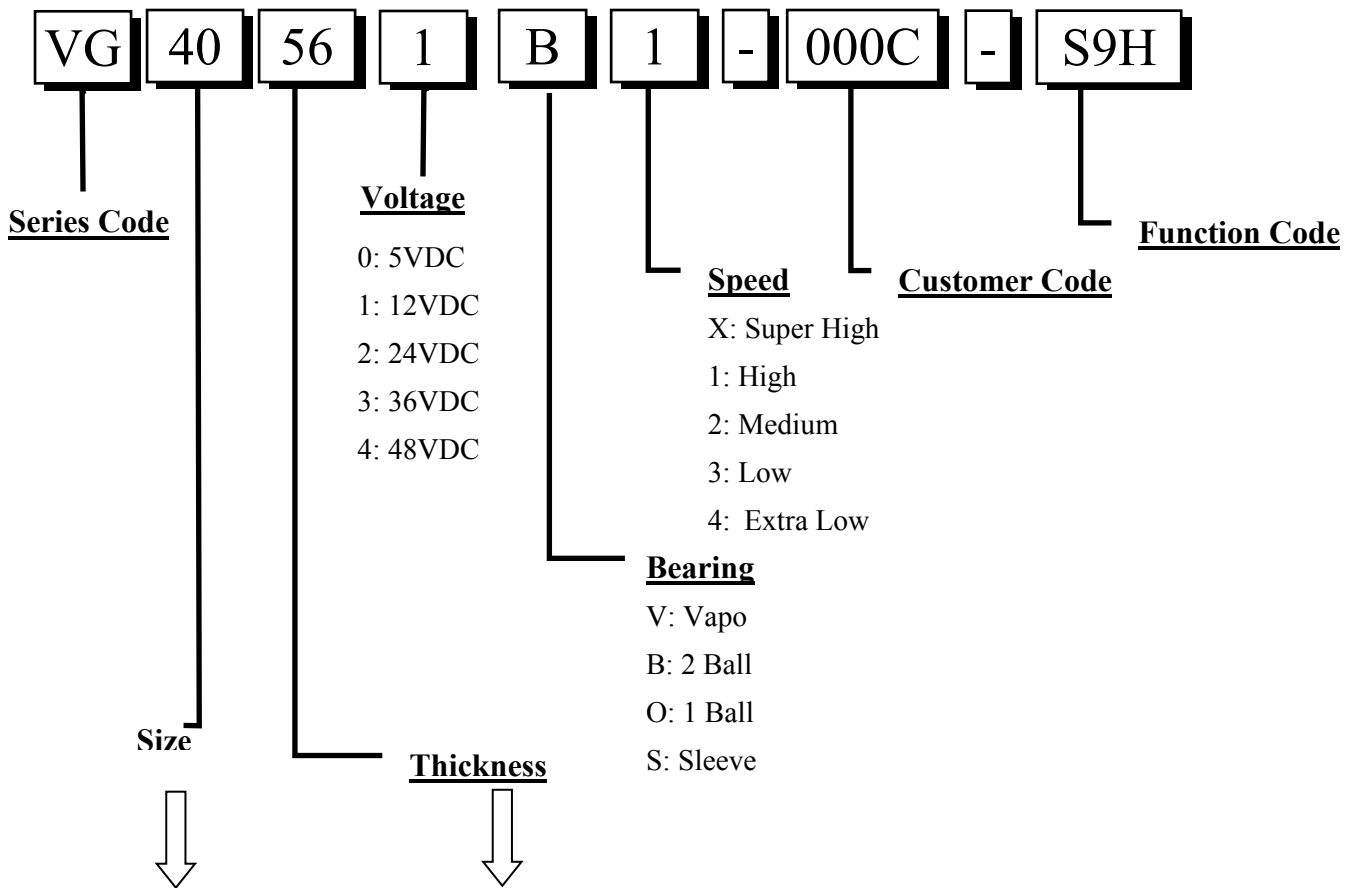 VG 40 56 1 B 1 - 000C - S9H
Series Code
Voltage
0: 5VDC
1: 12VDC
2: 24VDC
3: 36VDC
4: 48VDC
Function Code
Speed
X: Super High
1: High
2: Medium
3: Low
4: Extra Low
Customer Code
Bearing
V: Vapo
B: 2 Ball
O: 1 Ball
S: Sleeve
Size
Thickness